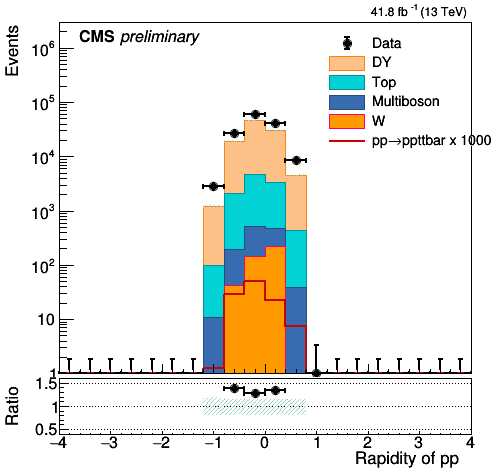 41.8 fb⁻¹ (13 TeV)
CMS preliminary
Events
Data
DY
Top
Multiboson
W
pp→ppttbar x 1000
10⁶
10⁵
10⁴
10³
10²
10
1
Ratio
1.5
1
0.5
−4 −3 −2 −1 0 1 2 3 4
Rapidity of pp